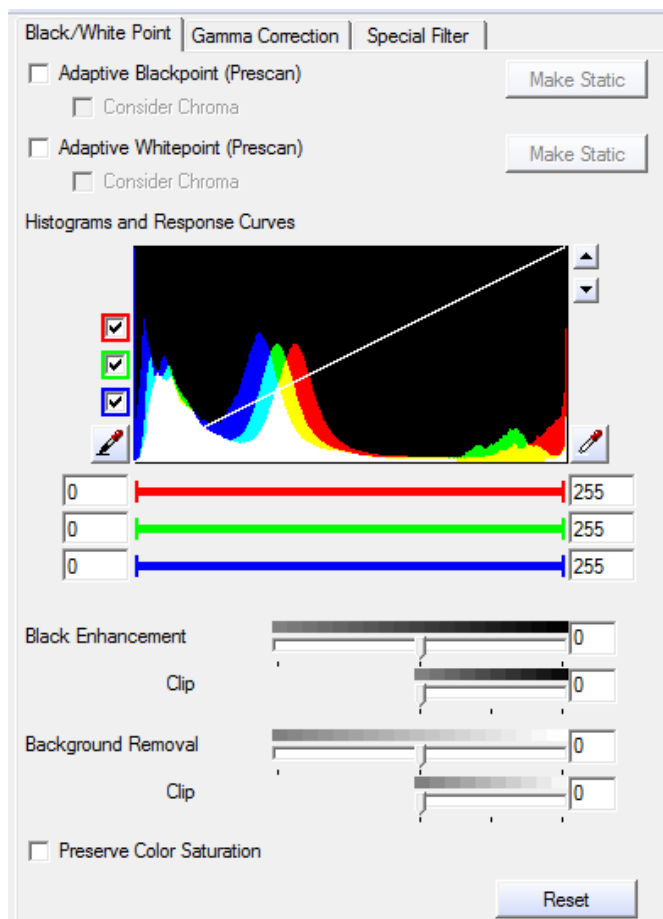 Black/White Point Gamma Correction Special Filter
Adaptive Blackpoint (Prescan) Make Static
Consider Chroma
Adaptive Whitepoint (Prescan) Make Static
Consider Chroma
Histograms and Response Curves
0 255
0 255
0 255
Black Enhancement 0
Clip 0
Background Removal 0
Clip 0
Preserve Color Saturation
Reset